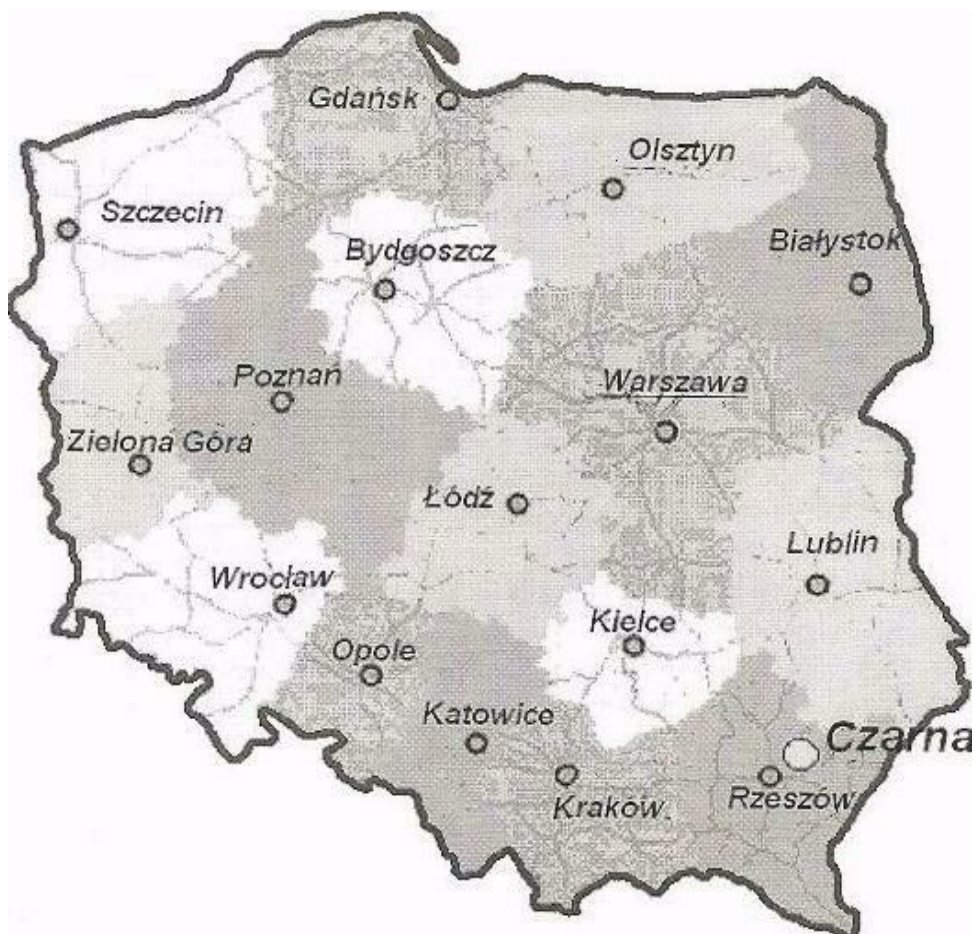 Gdańsk
Olsztyn
Szczecin
Białystok
Bydgoszcz
Poznań
Warszawa
Zielona Góra
Łódź
Lublin
Wrocław
Kielce
Opole
Katowice
Czarna
Kraków
Rzeszów